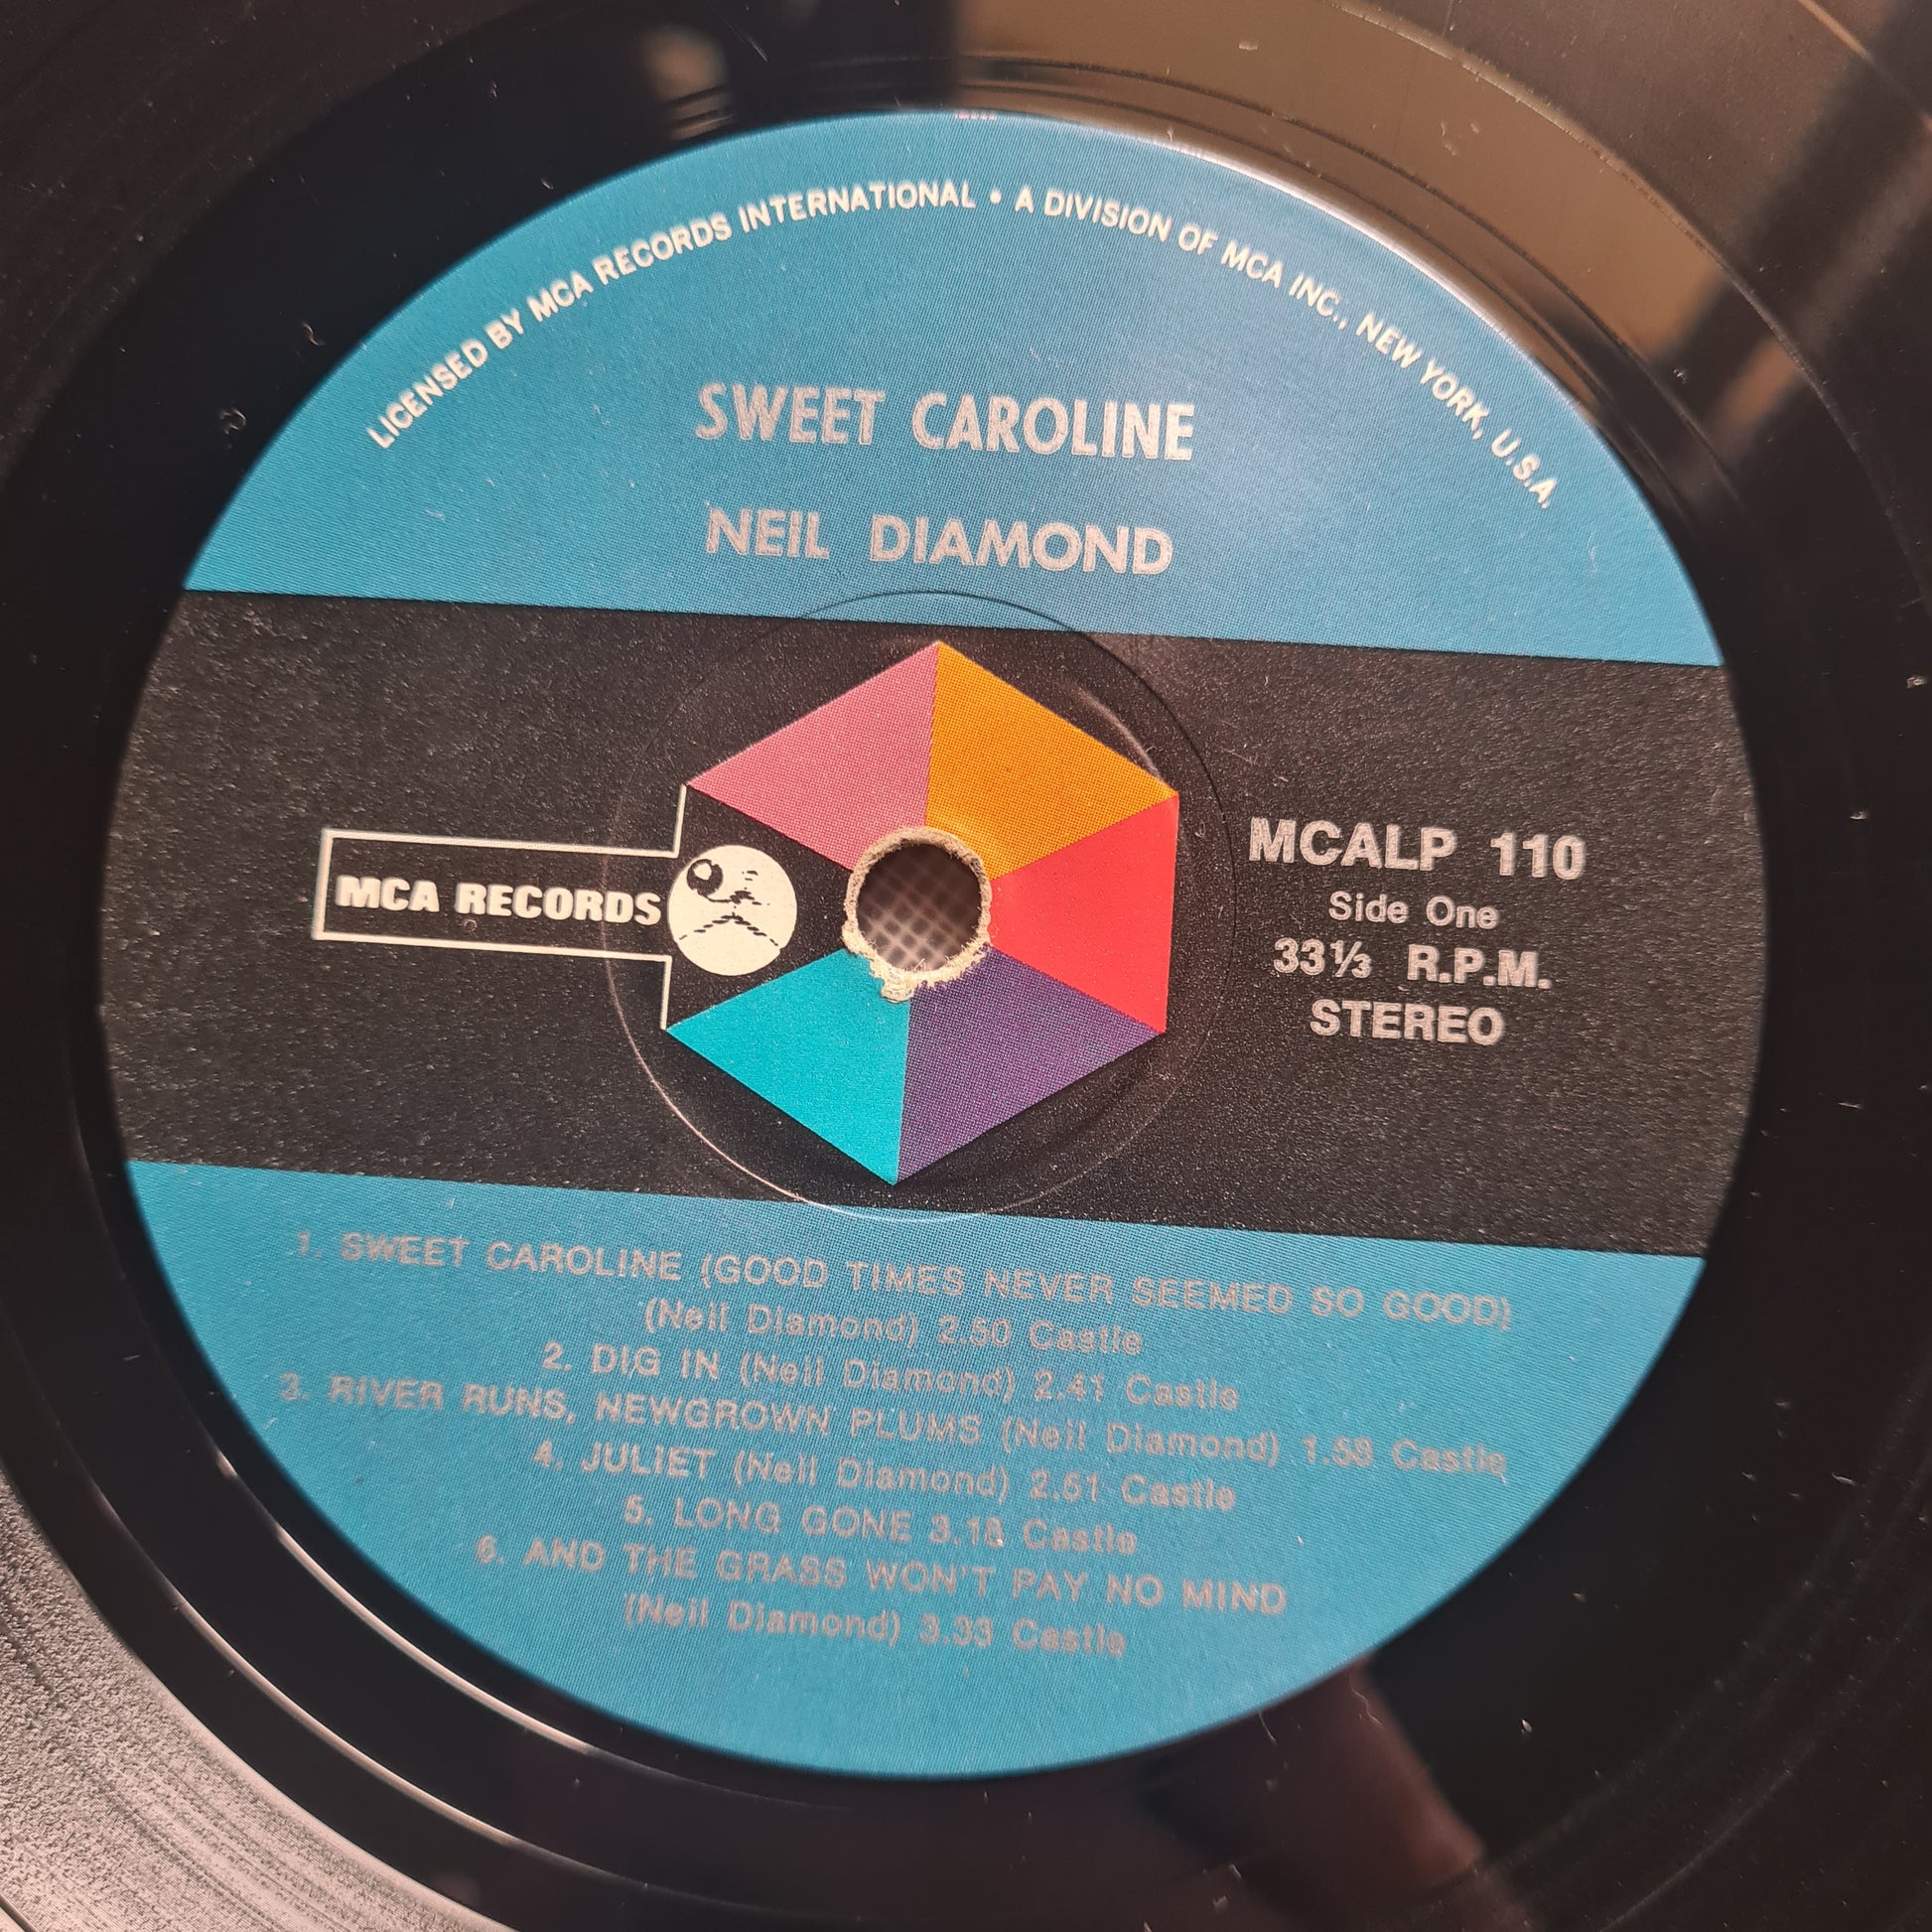 LICENSED BY MCA RECORDS INTERNATIONAL • A DIVISION OF MCA INC., NEW YORK, U.S.A.
SWEET CAROLINE
NEIL DIAMOND
MCA RECORDS
MCALP 110
Side One
33⅓ R.P.M.
STEREO
1. SWEET CAROLINE (GOOD TIMES NEVER SEEMED SO GOOD)
(Neil Diamond) 2.50 Castle
2. DIG IN (Neil Diamond) 2.41 Castle
3. RIVER RUNS, NEWGROWN PLUMS (Neil Diamond) 1.58 Castle
4. JULIET (Neil Diamond) 2.51 Castle
5. LONG GONE 3.18 Castle
6. AND THE GRASS WON'T PAY NO MIND
(Neil Diamond) 3.33 Castle